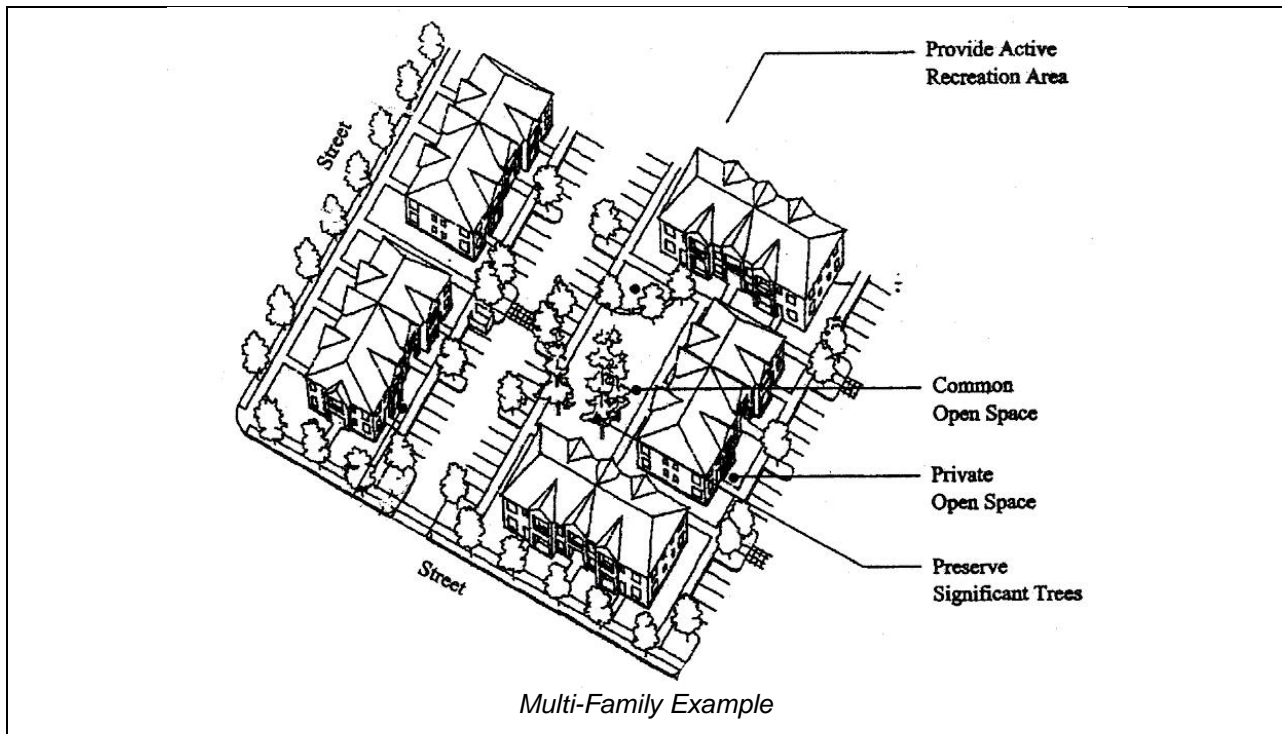 Provide Active
Recreation Area
Street
Common
Open Space
Private
Open Space
Preserve
Significant Trees
Street
Multi-Family Example